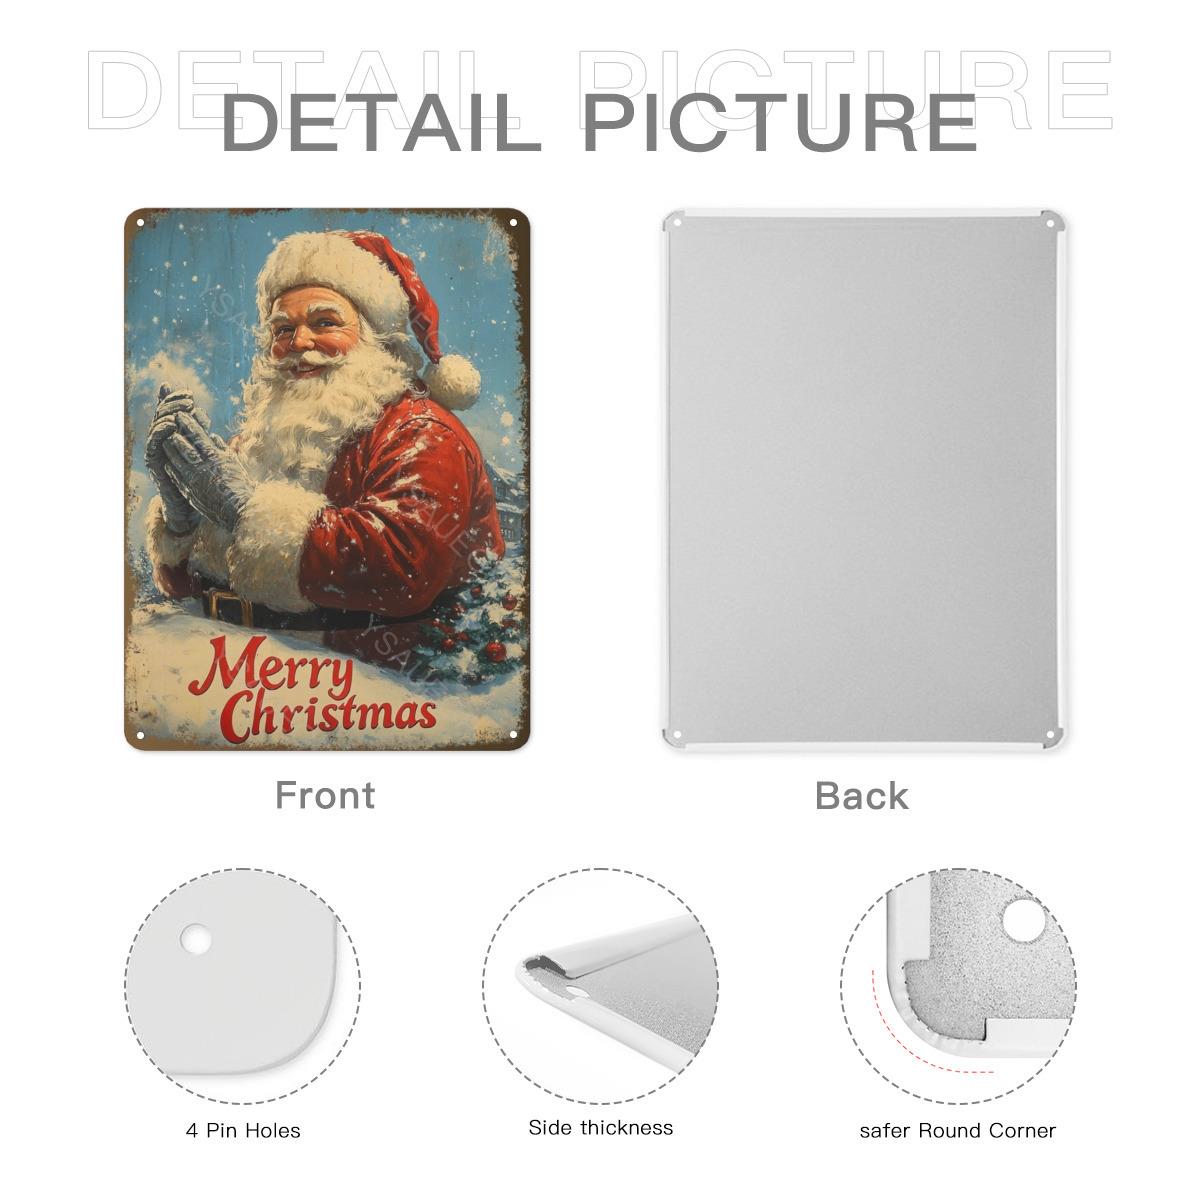 DETAIL PICTURE
DETAIL PICTURE
Merry
Christmas
Front
Back
4 Pin Holes
Side thickness
safer Round Corner